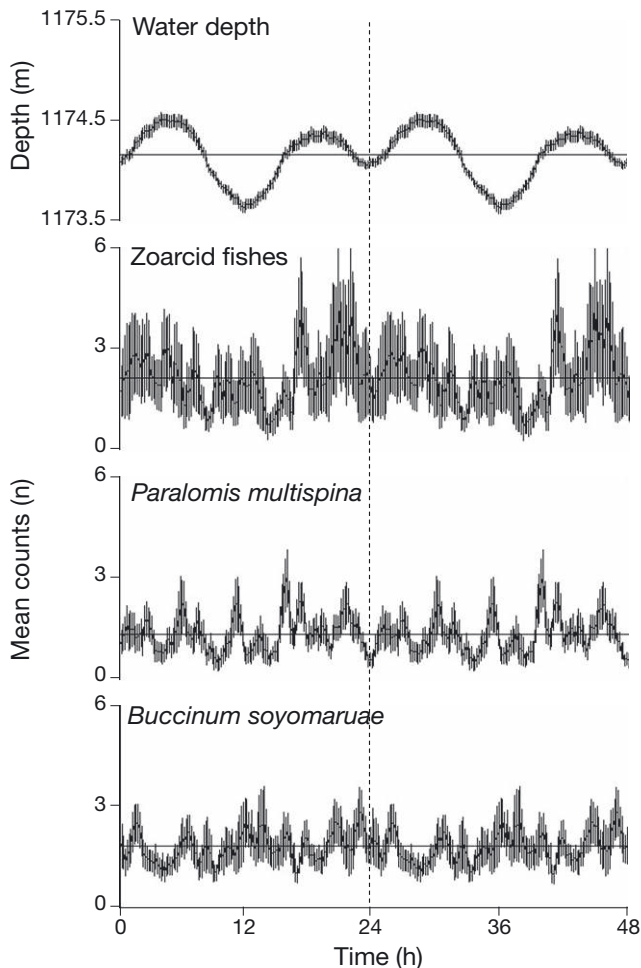 1175.5
Water depth
1174.5
Depth (m)
1173.5
6
Zoarcid fishes
3
0
6
Paralomis multispina
3
Mean counts (n)
0
6
Buccinum soyomaruae
3
0
0 12 24 36 48
Time (h)